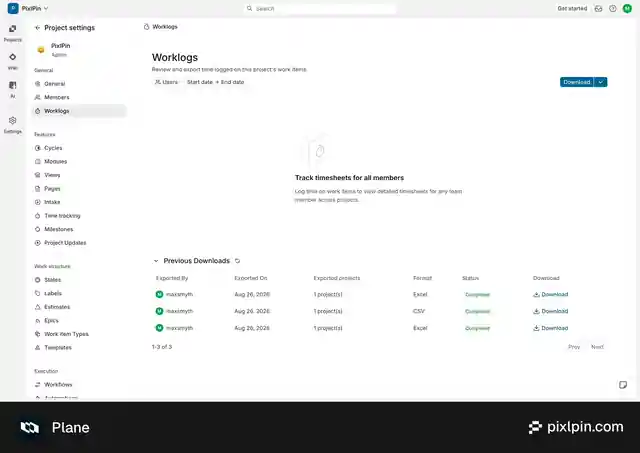 PixlPin
Search
Get started
Projects
Wiki
AI
Settings
Project settings
PixlPin
Admin
General
General
Members
Worklogs
Features
Cycles
Modules
Views
Pages
Intake
Time tracking
Milestones
Project Updates
Work structure
States
Labels
Estimates
Epics
Work Item Types
Templates
Execution
Workflows
Automations
Worklogs
Worklogs
Review and export time logged on this project's work items.
Users Start date → End date
Download
Track timesheets for all members
Log time on work items to view detailed timesheets for any team
member across projects.
Previous Downloads
Exported By Exported On Exported projects Format Status Download
M maxsmyth Aug 26, 2026 1 project(s) Excel Completed Download
M maxsmyth Aug 26, 2026 1 project(s) CSV Completed Download
M maxsmyth Aug 26, 2026 1 project(s) Excel Completed Download
1-3 of 3
Prev Next
Plane
pixlpin.com